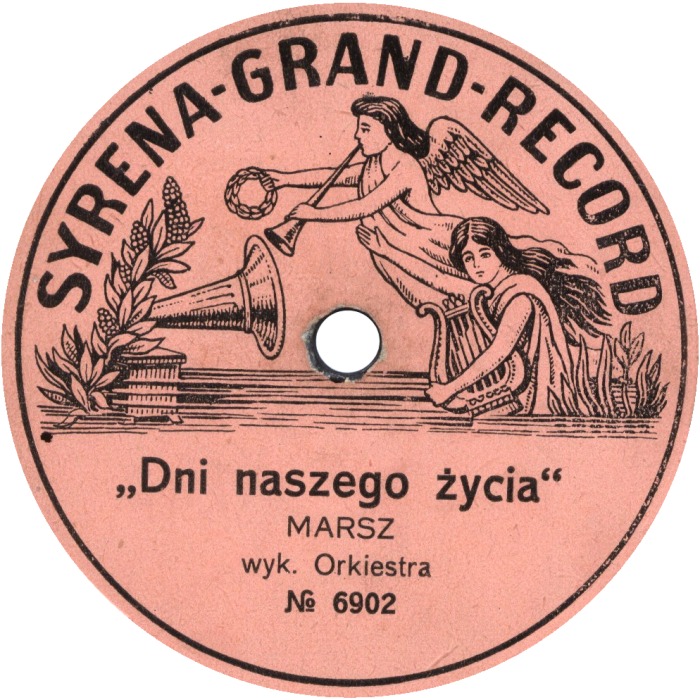 SYRENA-GRAND-RECORD
„Dni naszego życia“
MARSZ
wyk. Orkiestra
№ 6902